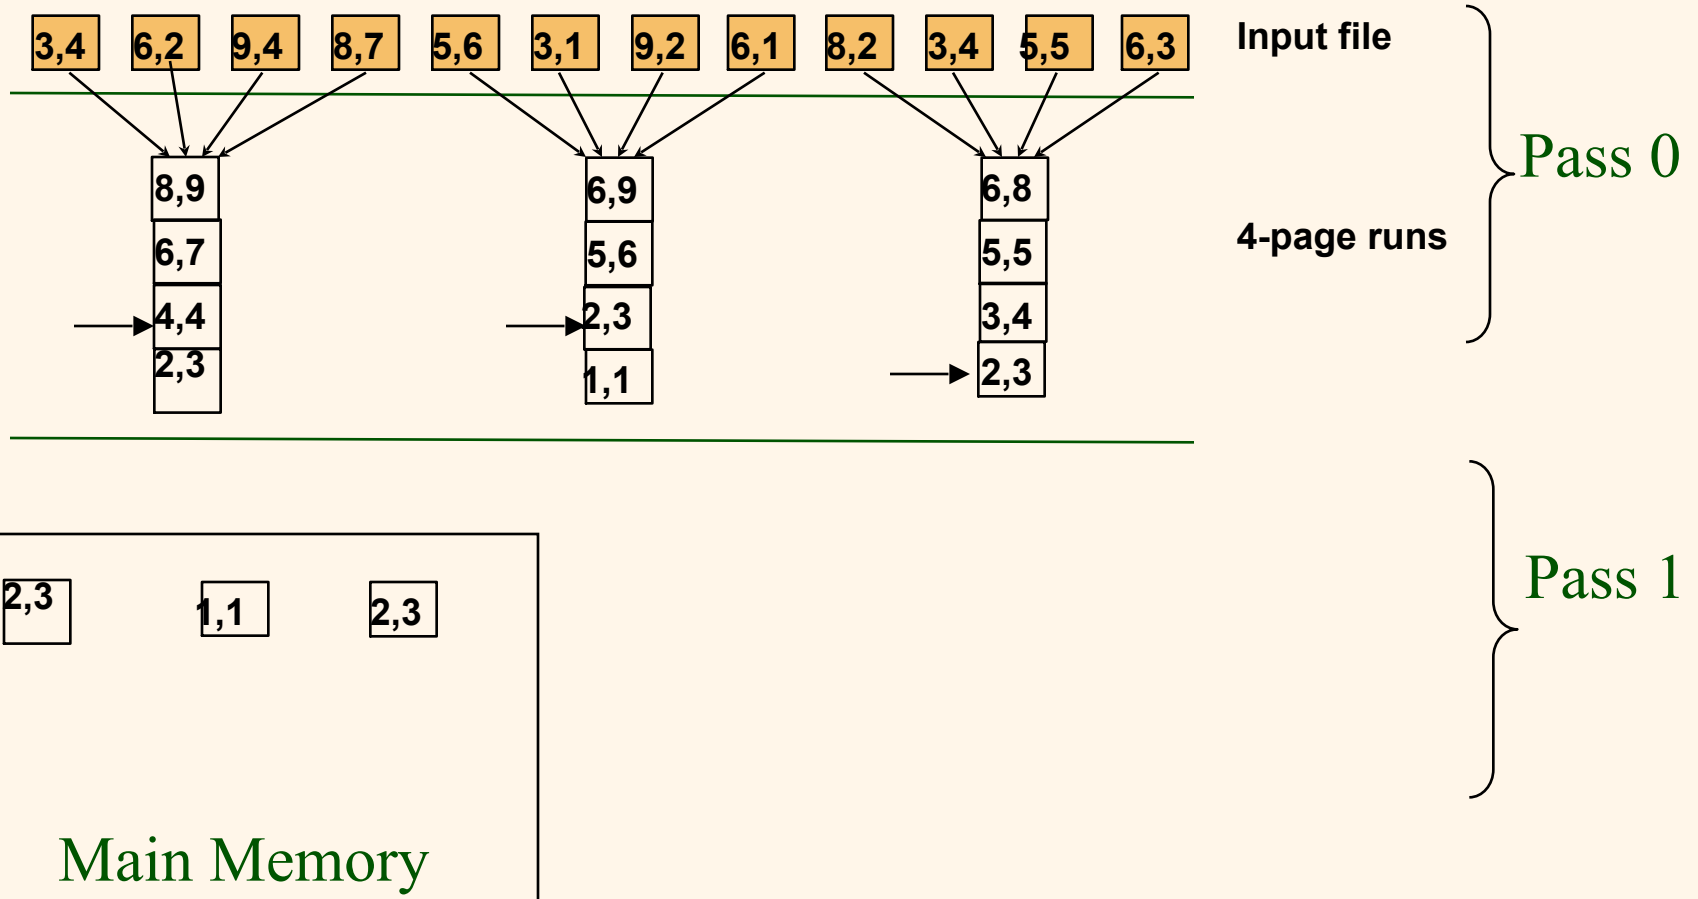 3,4 6,2 9,4 8,7 5,6 3,1 9,2 6,1 8,2 3,4 5,5 6,3 Input file
Pass 0
8,9 6,9 6,8
6,7 5,6 5,5 4-page runs
4,4 2,3 3,4
2,3 1,1 2,3
Pass 1
2,3 1,1 2,3
Main Memory